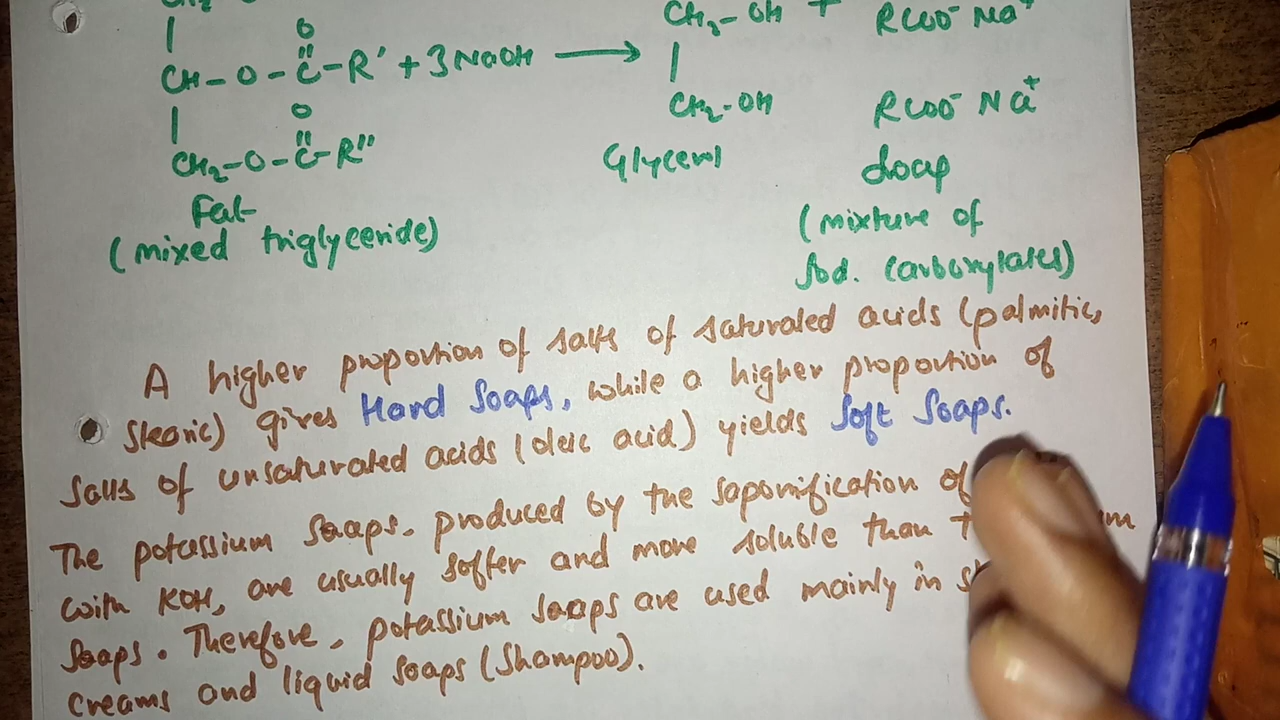 O
CH-O-C-R' + 3NaOH → CH2-OH + RCOO⁻ Na⁺
O
CH2-O-C-R" CH2-OH RCOO⁻ Na⁺
Fat Glycerol Soap
(mixed triglyceride) (mixture of
Sod. Carboxylates)
A higher proportion of salts of saturated acids (palmitic,
Stearic) gives Hard Soaps, while a higher proportion of
Salts of unsaturated acids (oleic acid) yields Soft Soaps.
The potassium Soaps. produced by the saponification of
with KOH, are usually softer and more soluble than
Soaps. Therefore, potassium soaps are used mainly in
creams and liquid soaps (Shampoo).